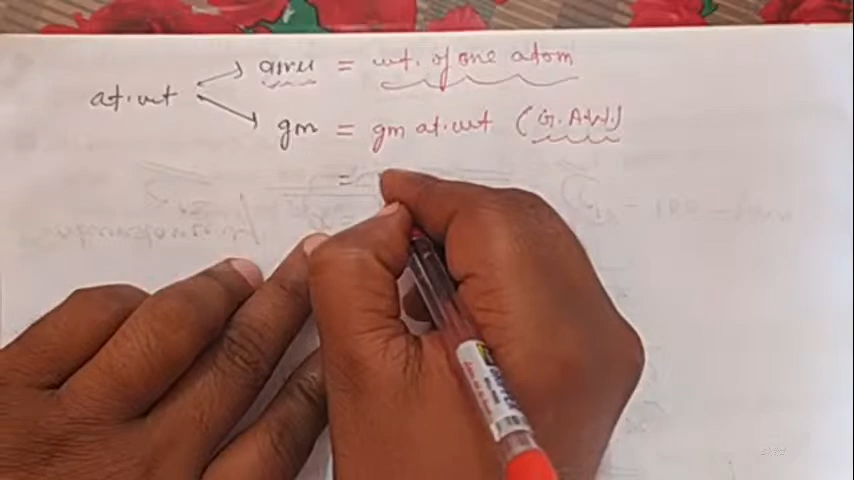 amu = wt. of one atom
at.wt
gm = gm at.wt (G.A.W.)
=